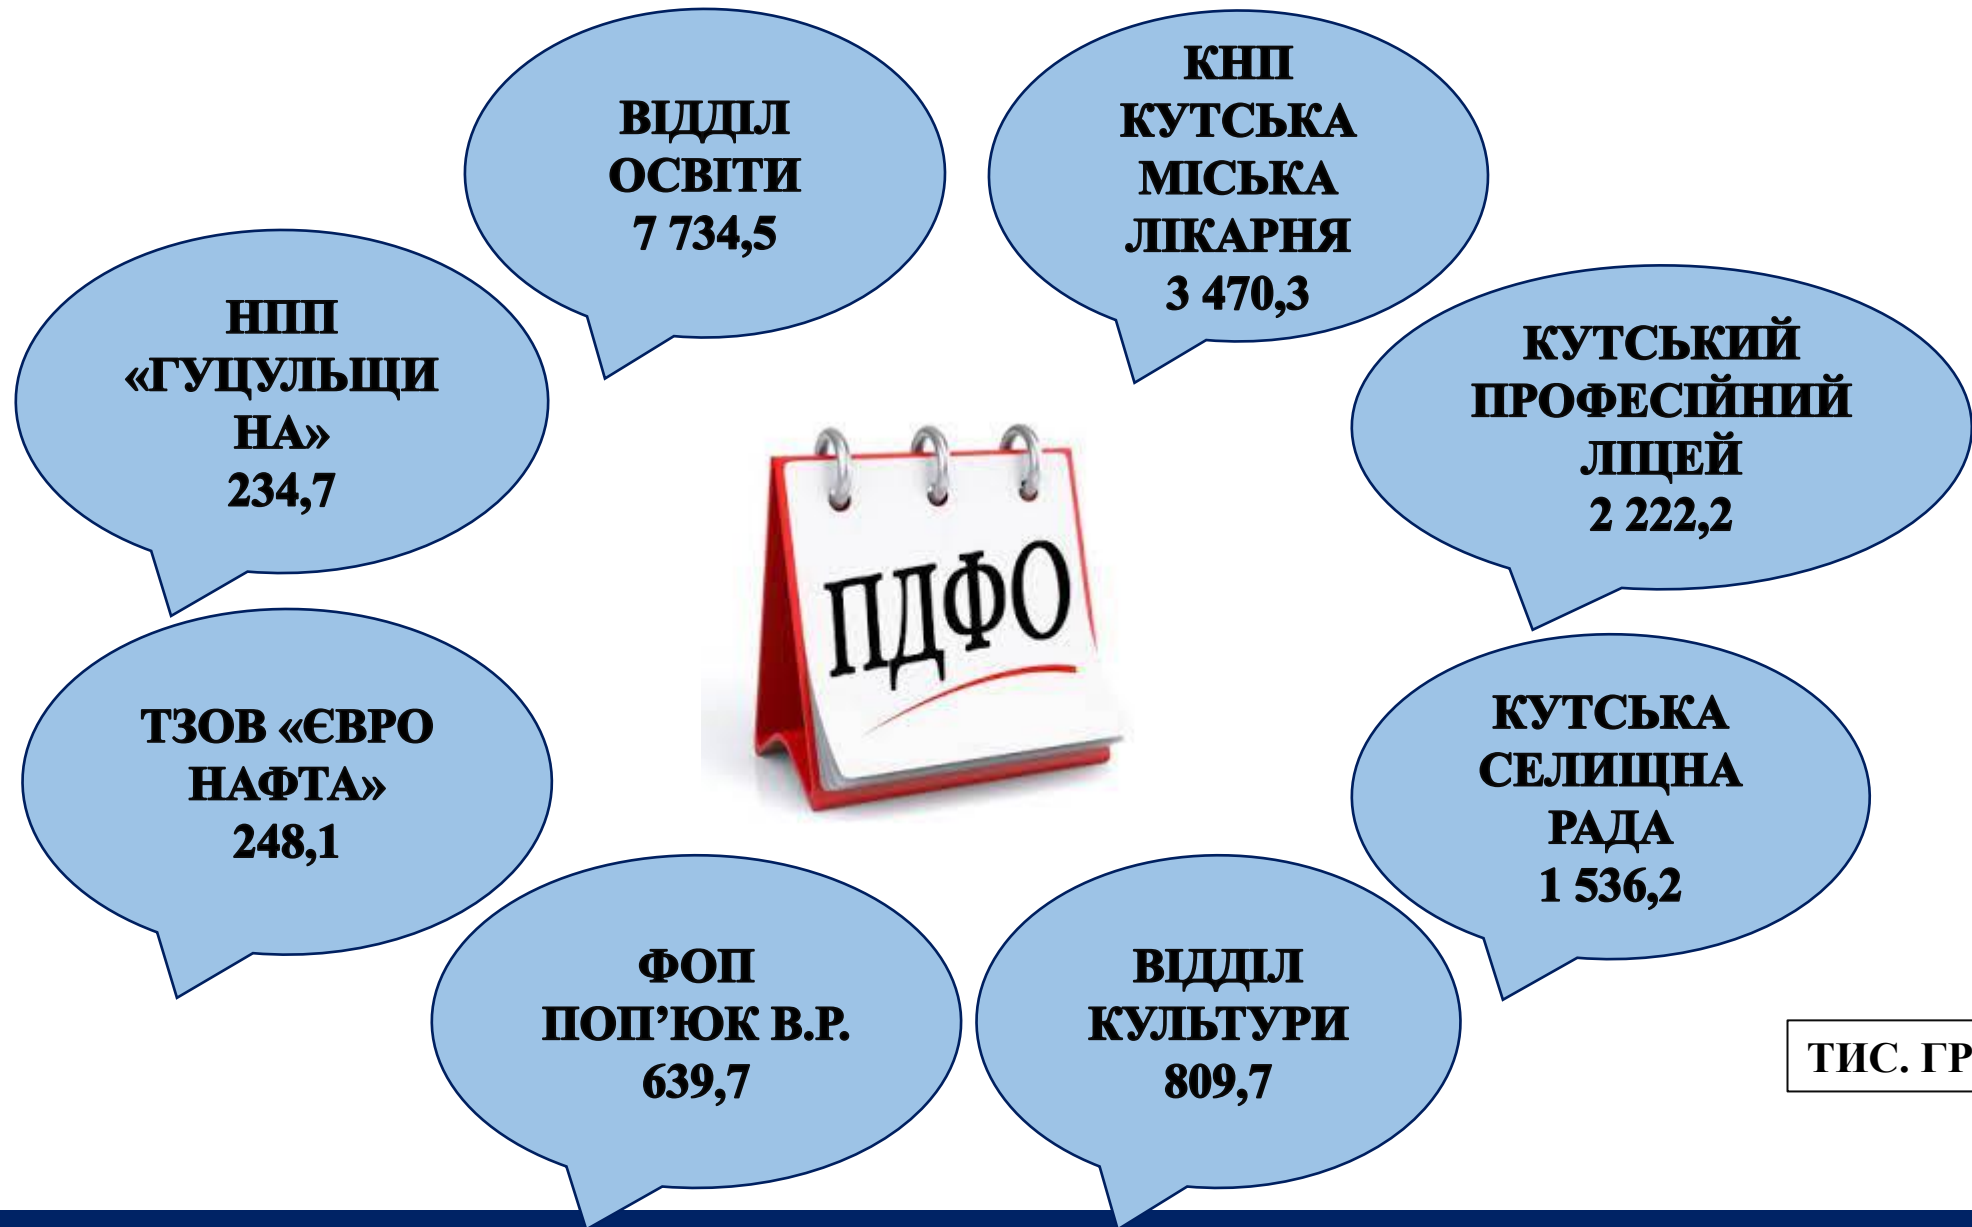 ВІДДІЛ
ОСВІТИ
7 734,5
КНП
КУТСЬКА
МІСЬКА
ЛІКАРНЯ
3 470,3
НПП
«ГУЦУЛЬЩИ
НА»
234,7
КУТСЬКИЙ
ПРОФЕСІЙНИЙ
ЛІЦЕЙ
2 222,2
ПДФО
ТЗОВ «ЄВРО
НАФТА»
248,1
КУТСЬКА
СЕЛИЩНА
РАДА
1 536,2
ФОП
ПОП’ЮК В.Р.
639,7
ВІДДІЛ
КУЛЬТУРИ
809,7
ТИС. ГР